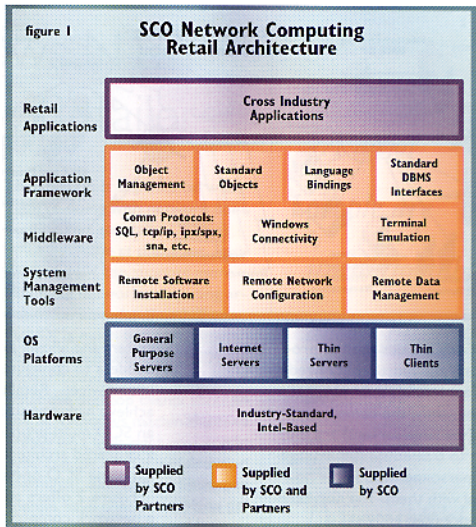 figure 1
SCO Network Computing
Retail Architecture
Retail
Applications
Cross Industry
Applications
Application
Framework
Object
Management
Standard
Objects
Language
Bindings
Standard
DBMS
Interfaces
Middleware
Comm Protocols:
SQL, tcp/ip, ipx/spx,
sna, etc.
Windows
Connectivity
Terminal
Emulation
System
Management
Tools
Remote Software
Installation
Remote Network
Configuration
Remote Data
Management
OS
Platforms
General
Purpose
Servers
Internet
Servers
Thin
Servers
Thin
Clients
Hardware
Industry-Standard,
Intel-Based
Supplied
by SCO
Partners
Supplied
by SCO and
Partners
Supplied
by SCO